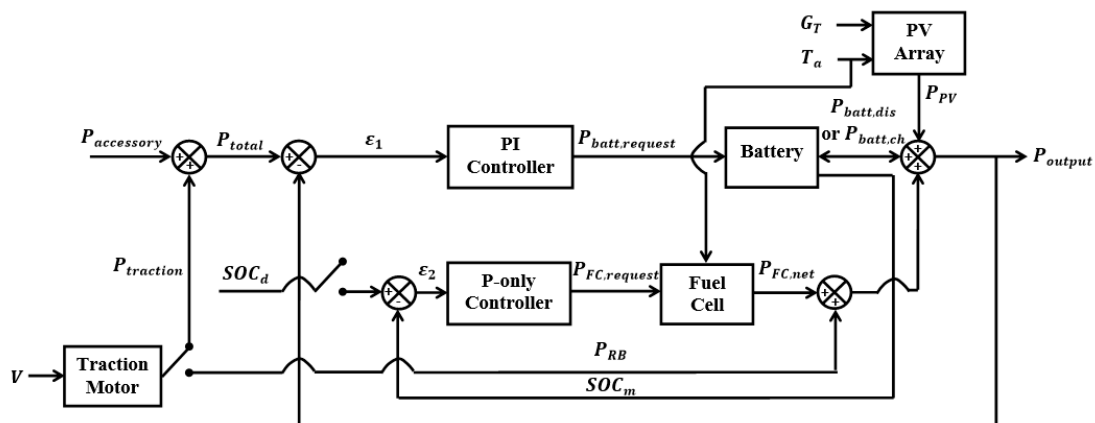 G_T
T_a
PV
Array
P_PV
P_batt,dis
or P_batt,ch
P_accessory
+
+
P_total
+
-
ε_1
PI
Controller
P_batt,request
Battery
+
+
+
P_output
P_traction
SOC_d
+
-
ε_2
P-only
Controller
P_FC,request
Fuel
Cell
P_FC,net
+
+
V
Traction
Motor
P_RB
SOC_m